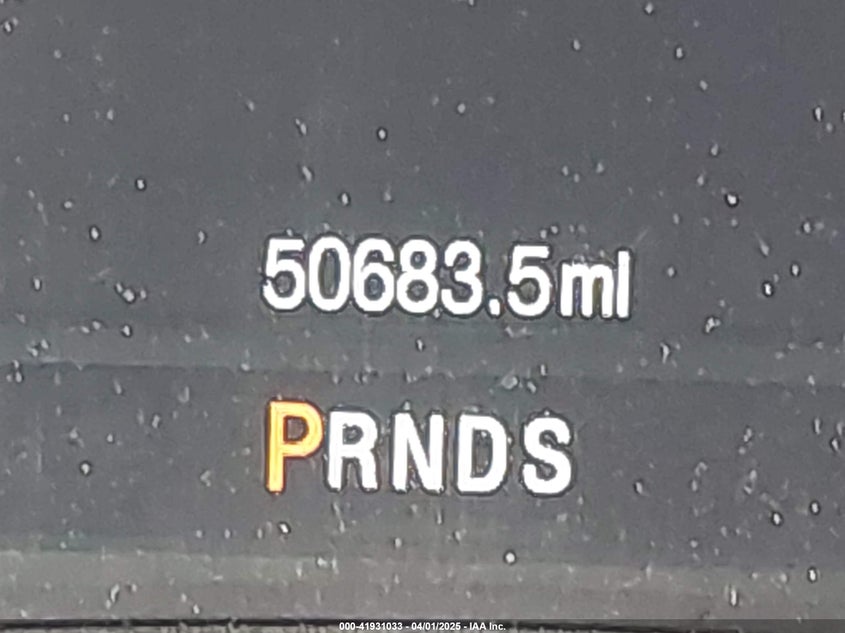 50683.5mi
PRNDS
000-41931033 - 04/01/2025 - IAA Inc.